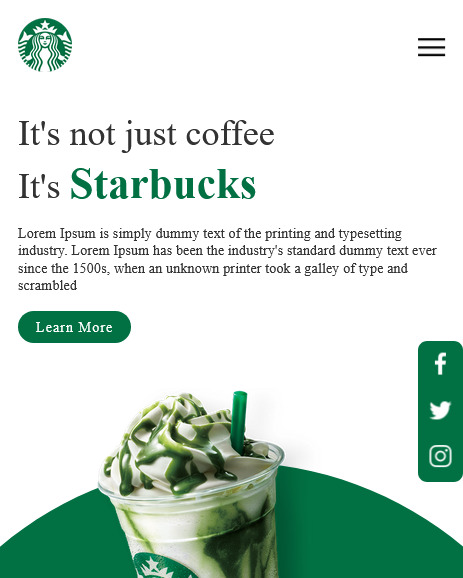 It's not just coffee
It's Starbucks
Lorem Ipsum is simply dummy text of the printing and typesetting
industry. Lorem Ipsum has been the industry's standard dummy text ever
since the 1500s, when an unknown printer took a galley of type and
scrambled
Learn More